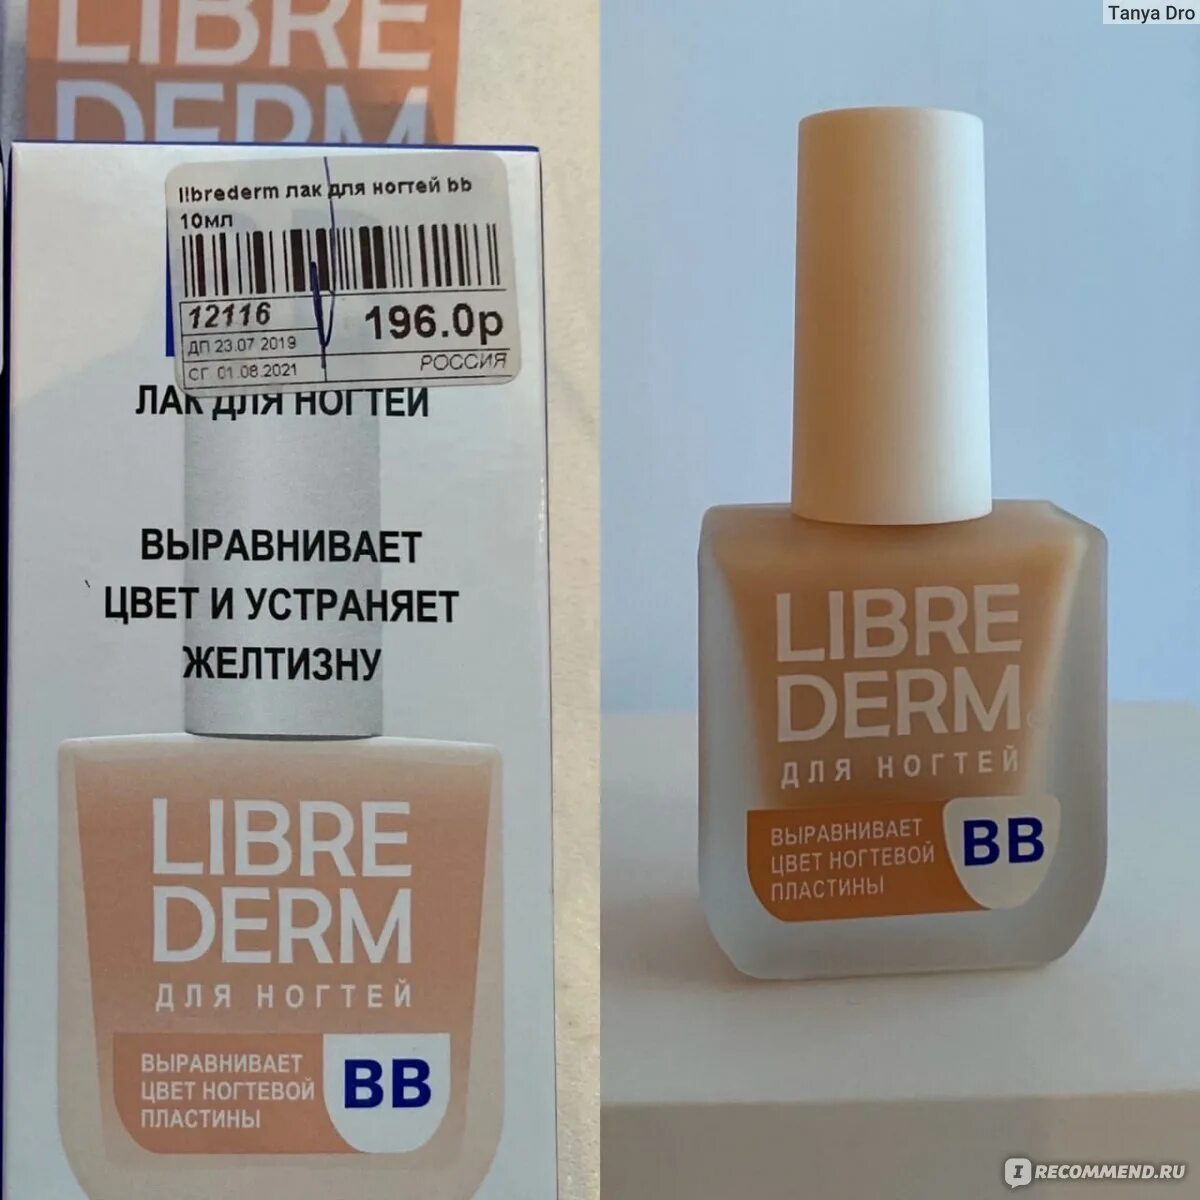 Tanya Dro
LIBRE
DERM
librederm лак для ногтей bb
10мл
12116
196.0р
ДП 23.07 2019
СГ 01.08.2021
РОССИЯ
ЛАК ДЛЯ НОГТЕЙ
ВЫРАВНИВАЕТ
ЦВЕТ И УСТРАНЯЕТ
ЖЕЛТИЗНУ
LIBRE
DERM
ДЛЯ НОГТЕЙ
ВЫРАВНИВАЕТ
ЦВЕТ НОГТЕВОЙ
ПЛАСТИНЫ
BB
LIBRE
DERM
ДЛЯ НОГТЕЙ
ВЫРАВНИВАЕТ
ЦВЕТ НОГТЕВОЙ
ПЛАСТИНЫ
BB
I RECOMMEND.RU